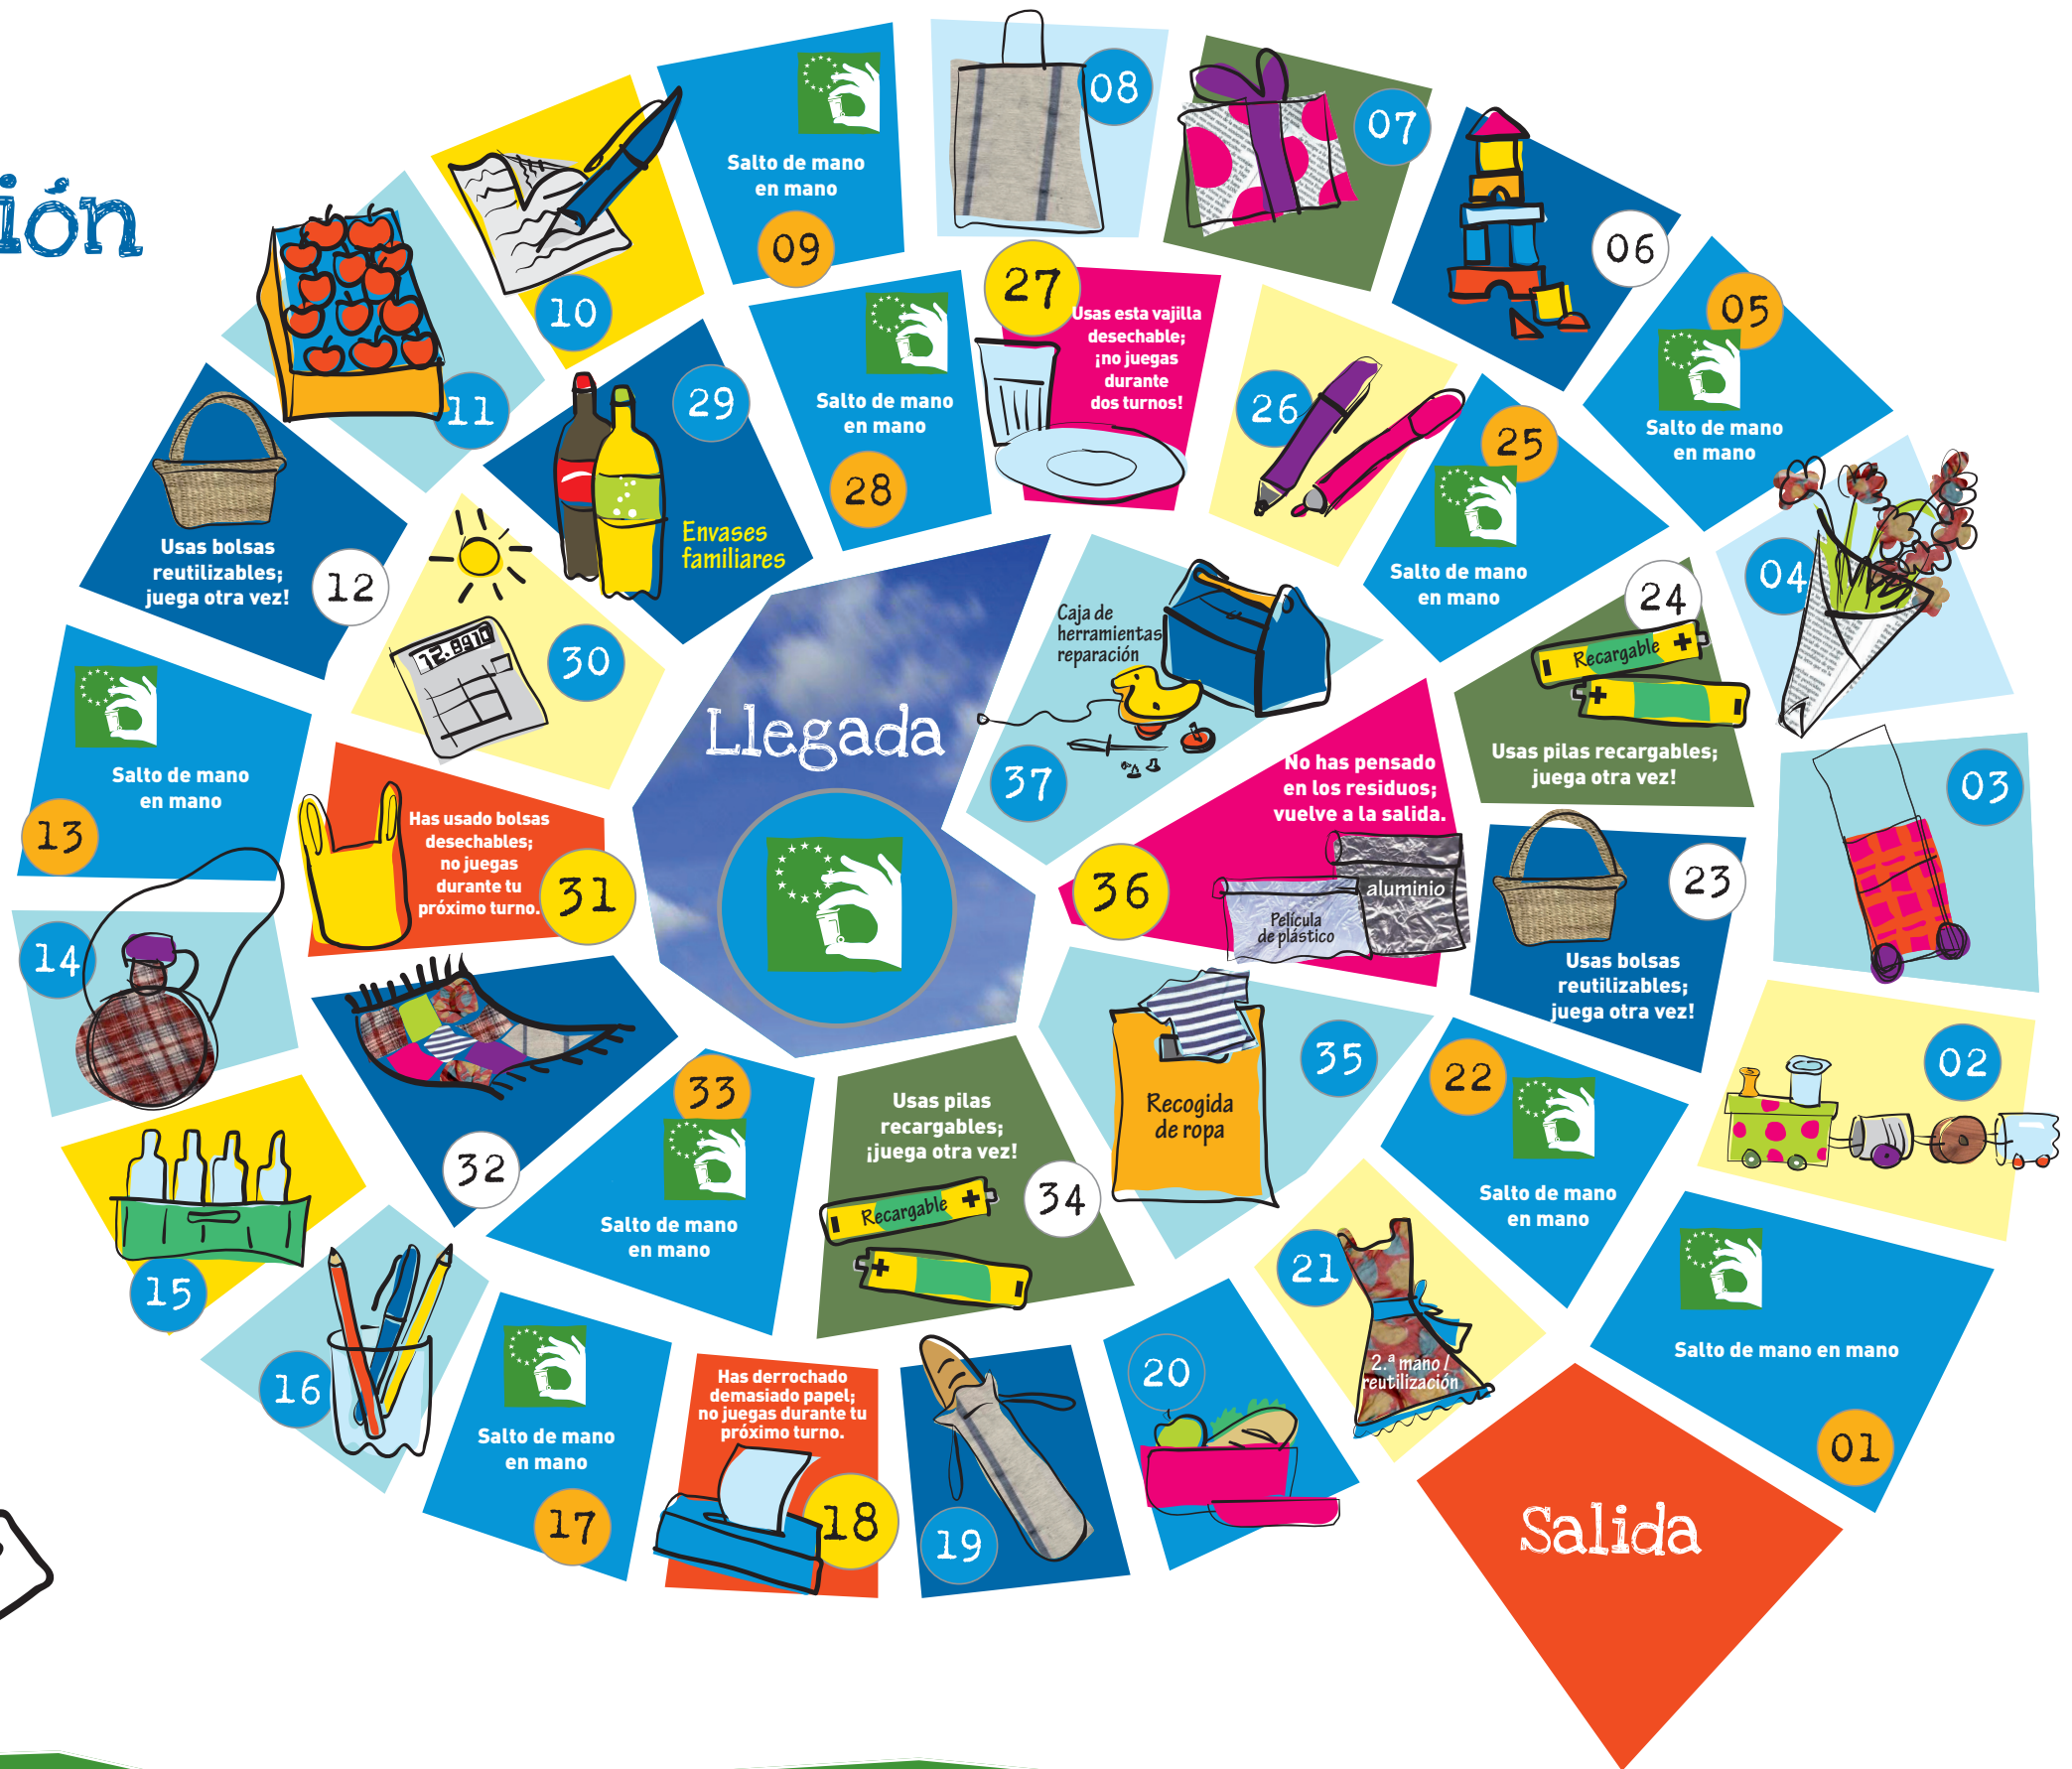 ión
Salida
Salto de mano en mano
01
02
03
04
05
Salto de mano
en mano
06
07
08
Salto de mano
en mano
09
10
11
Usas bolsas
reutilizables;
juega otra vez!
12
Salto de mano
en mano
13
14
15
16
Salto de mano
en mano
17
Has derrochado
demasiado papel;
no juegas durante tu
próximo turno.
18
19
20
21
2.ª mano /
reutilización
22
Salto de mano
en mano
23
Usas bolsas
reutilizables;
juega otra vez!
24
Recargable
Usas pilas recargables;
juega otra vez!
25
Salto de mano
en mano
26
27
Usas esta vajilla
desechable;
¡no juegas
durante
dos turnos!
Salto de mano
en mano
28
29
Envases
familiares
12.8910
30
Has usado bolsas
desechables;
no juegas
durante tu
próximo turno.
31
32
33
Salto de mano
en mano
Usas pilas
recargables;
¡juega otra vez!
34
Recargable
35
Recogida
de ropa
No has pensado
en los residuos;
vuelve a la salida.
36
aluminio
Película
de plástico
Caja de
herramientas
reparación
37
Llegada